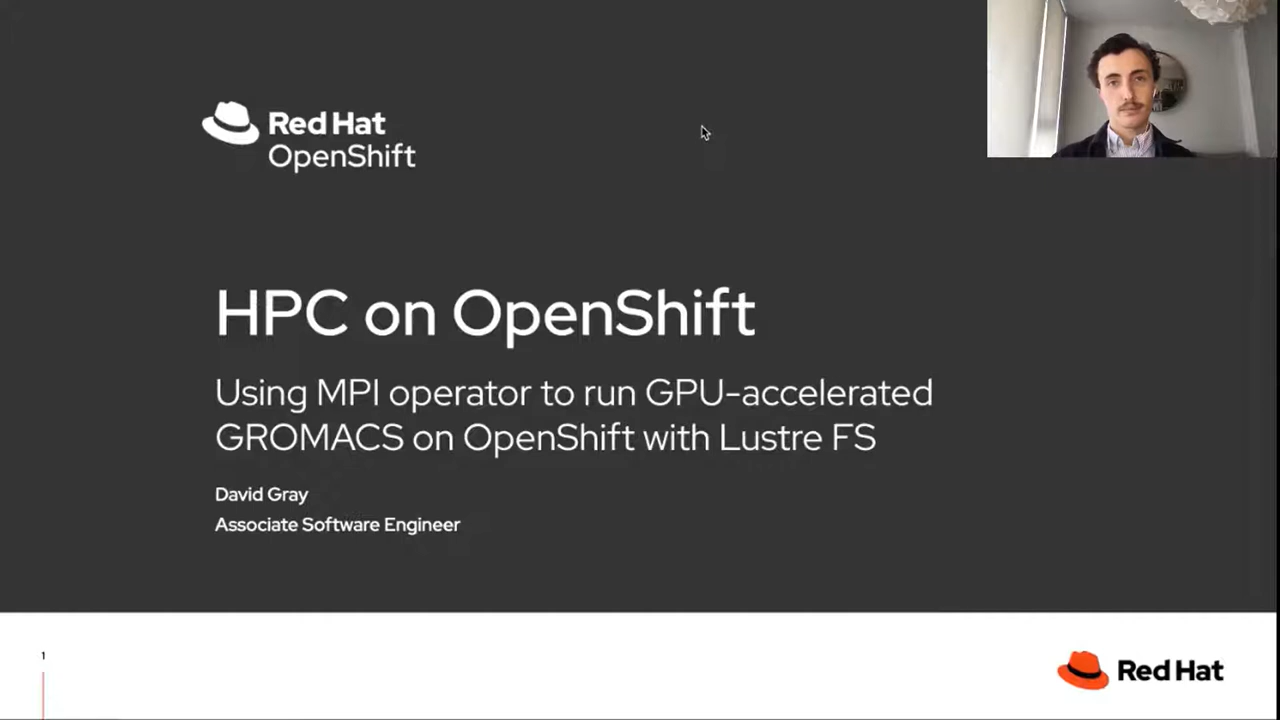 Red Hat
OpenShift
HPC on OpenShift
Using MPI operator to run GPU-accelerated
GROMACS on OpenShift with Lustre FS
David Gray
Associate Software Engineer
1
Red Hat